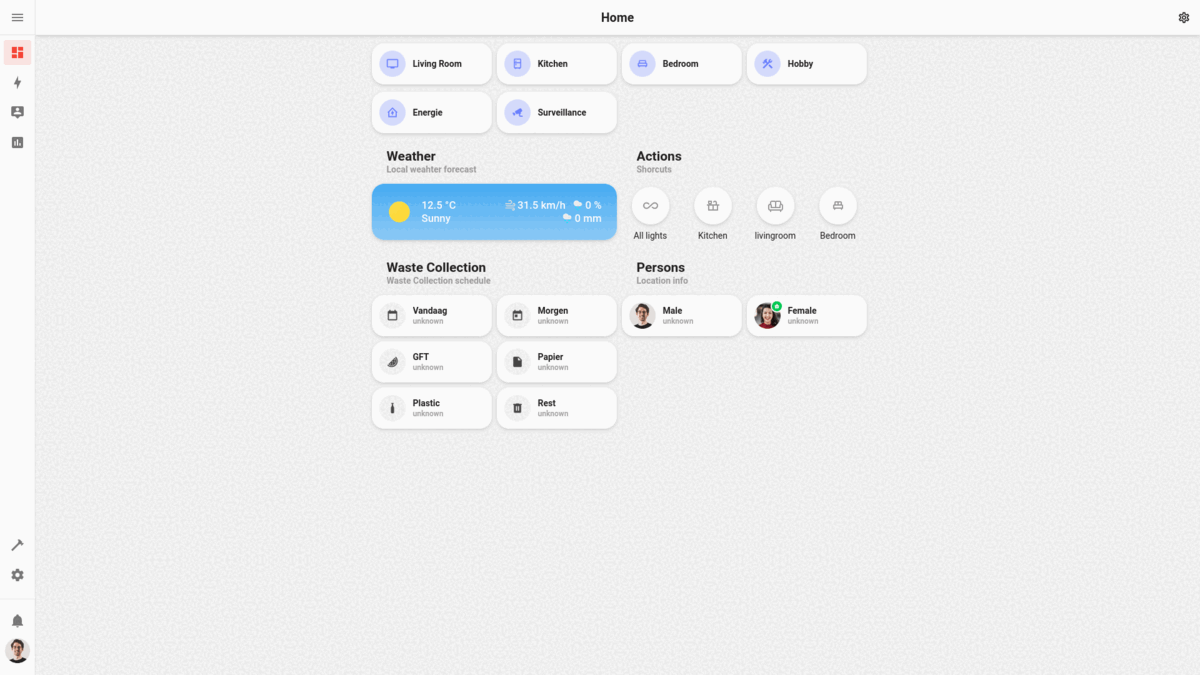 Home
Living Room
Kitchen
Bedroom
Hobby
Energie
Surveillance
Weather
Local weahter forecast
12.5 °C
Sunny
31.5 km/h
0 %
0 mm
Actions
Shorcuts
All lights
Kitchen
livingroom
Bedroom
Waste Collection
Waste Collection schedule
Vandaag
unknown
Morgen
unknown
GFT
unknown
Papier
unknown
Plastic
unknown
Rest
unknown
Persons
Location info
Male
unknown
Female
unknown